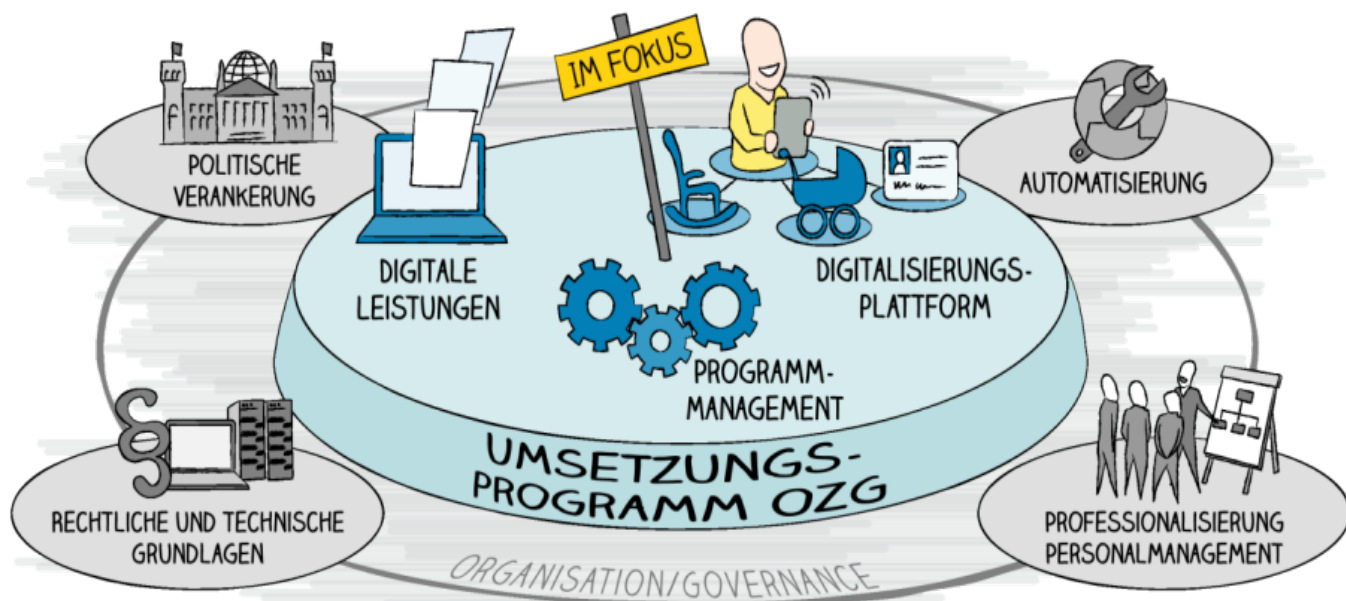 IM FOKUS
POLITISCHE
VERANKERUNG
AUTOMATISIERUNG
DIGITALE
LEISTUNGEN
DIGITALISIERUNGS-
PLATTFORM
PROGRAMM-
MANAGEMENT
UMSETZUNGS-
PROGRAMM OZG
RECHTLICHE UND TECHNISCHE
GRUNDLAGEN
PROFESSIONALISIERUNG
PERSONALMANAGEMENT
ORGANISATION/GOVERNANCE